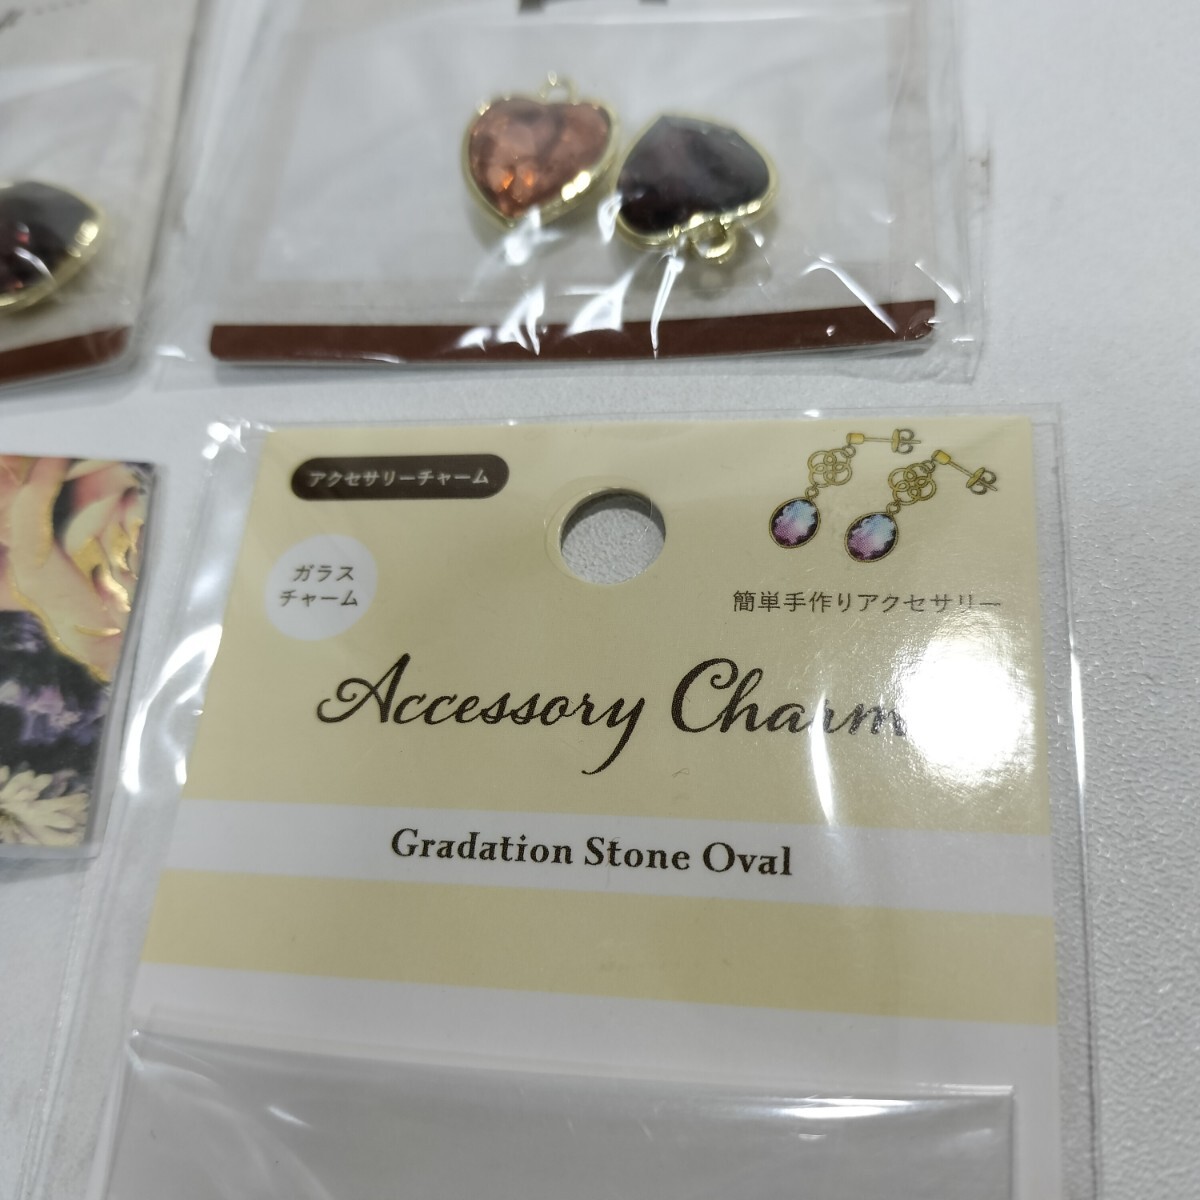 アクセサリーチャーム
ガラス
チャーム
簡単手作りアクセサリー
Accessory Charm
Gradation Stone Oval